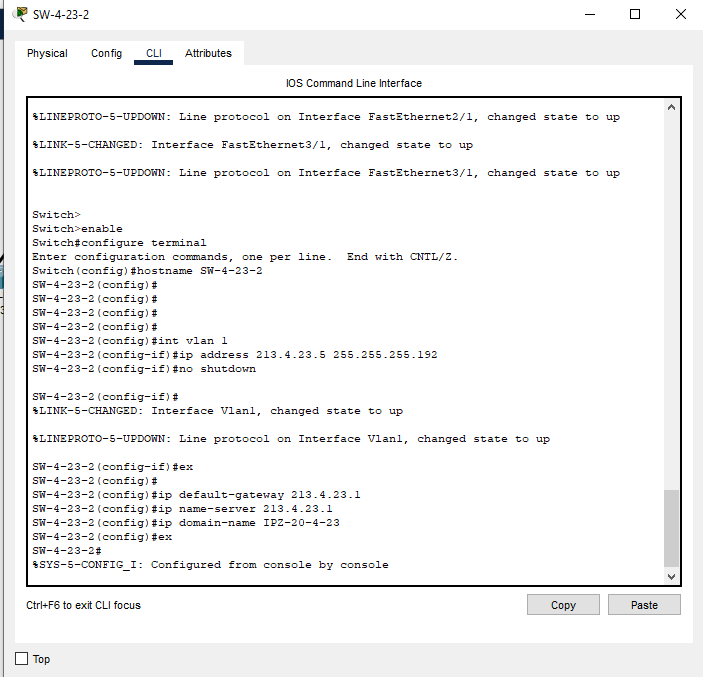 SW-4-23-2
Physical Config CLI Attributes
IOS Command Line Interface
%LINEPROTO-5-UPDOWN: Line protocol on Interface FastEthernet2/1, changed state to up
%LINK-5-CHANGED: Interface FastEthernet3/1, changed state to up
%LINEPROTO-5-UPDOWN: Line protocol on Interface FastEthernet3/1, changed state to up
Switch>
Switch>enable
Switch#configure terminal
Enter configuration commands, one per line.  End with CNTL/Z.
Switch(config)#hostname SW-4-23-2
SW-4-23-2(config)#
SW-4-23-2(config)#
SW-4-23-2(config)#
SW-4-23-2(config)#
SW-4-23-2(config)#int vlan 1
SW-4-23-2(config-if)#ip address 213.4.23.5 255.255.255.192
SW-4-23-2(config-if)#no shutdown
SW-4-23-2(config-if)#
%LINK-5-CHANGED: Interface Vlan1, changed state to up
%LINEPROTO-5-UPDOWN: Line protocol on Interface Vlan1, changed state to up
SW-4-23-2(config-if)#ex
SW-4-23-2(config)#
SW-4-23-2(config)#ip default-gateway 213.4.23.1
SW-4-23-2(config)#ip name-server 213.4.23.1
SW-4-23-2(config)#ip domain-name IPZ-20-4-23
SW-4-23-2(config)#ex
SW-4-23-2#
%SYS-5-CONFIG_I: Configured from console by console
Ctrl+F6 to exit CLI focus
Copy Paste
Top